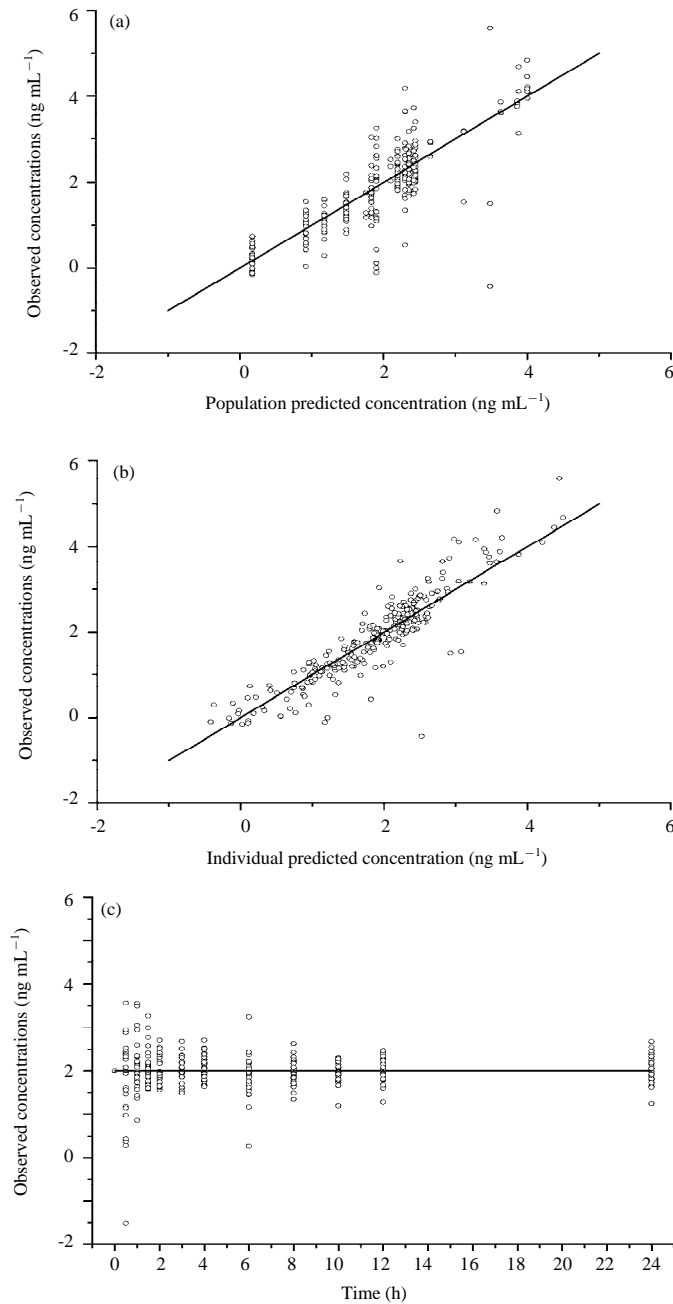 (a)
6
4
2
0
-2
Observed concentrations (ng mL−1)
-2 0 2 4 6
Population predicted concentration (ng mL−1)
(b)
6
4
2
0
-2
Observed concentrations (ng mL−1)
-2 0 2 4 6
Individual predicted concentration (ng mL−1)
(c)
6
4
2
0
-2
Observed concentrations (ng mL−1)
0 2 4 6 8 10 12 14 16 18 20 22 24
Time (h)